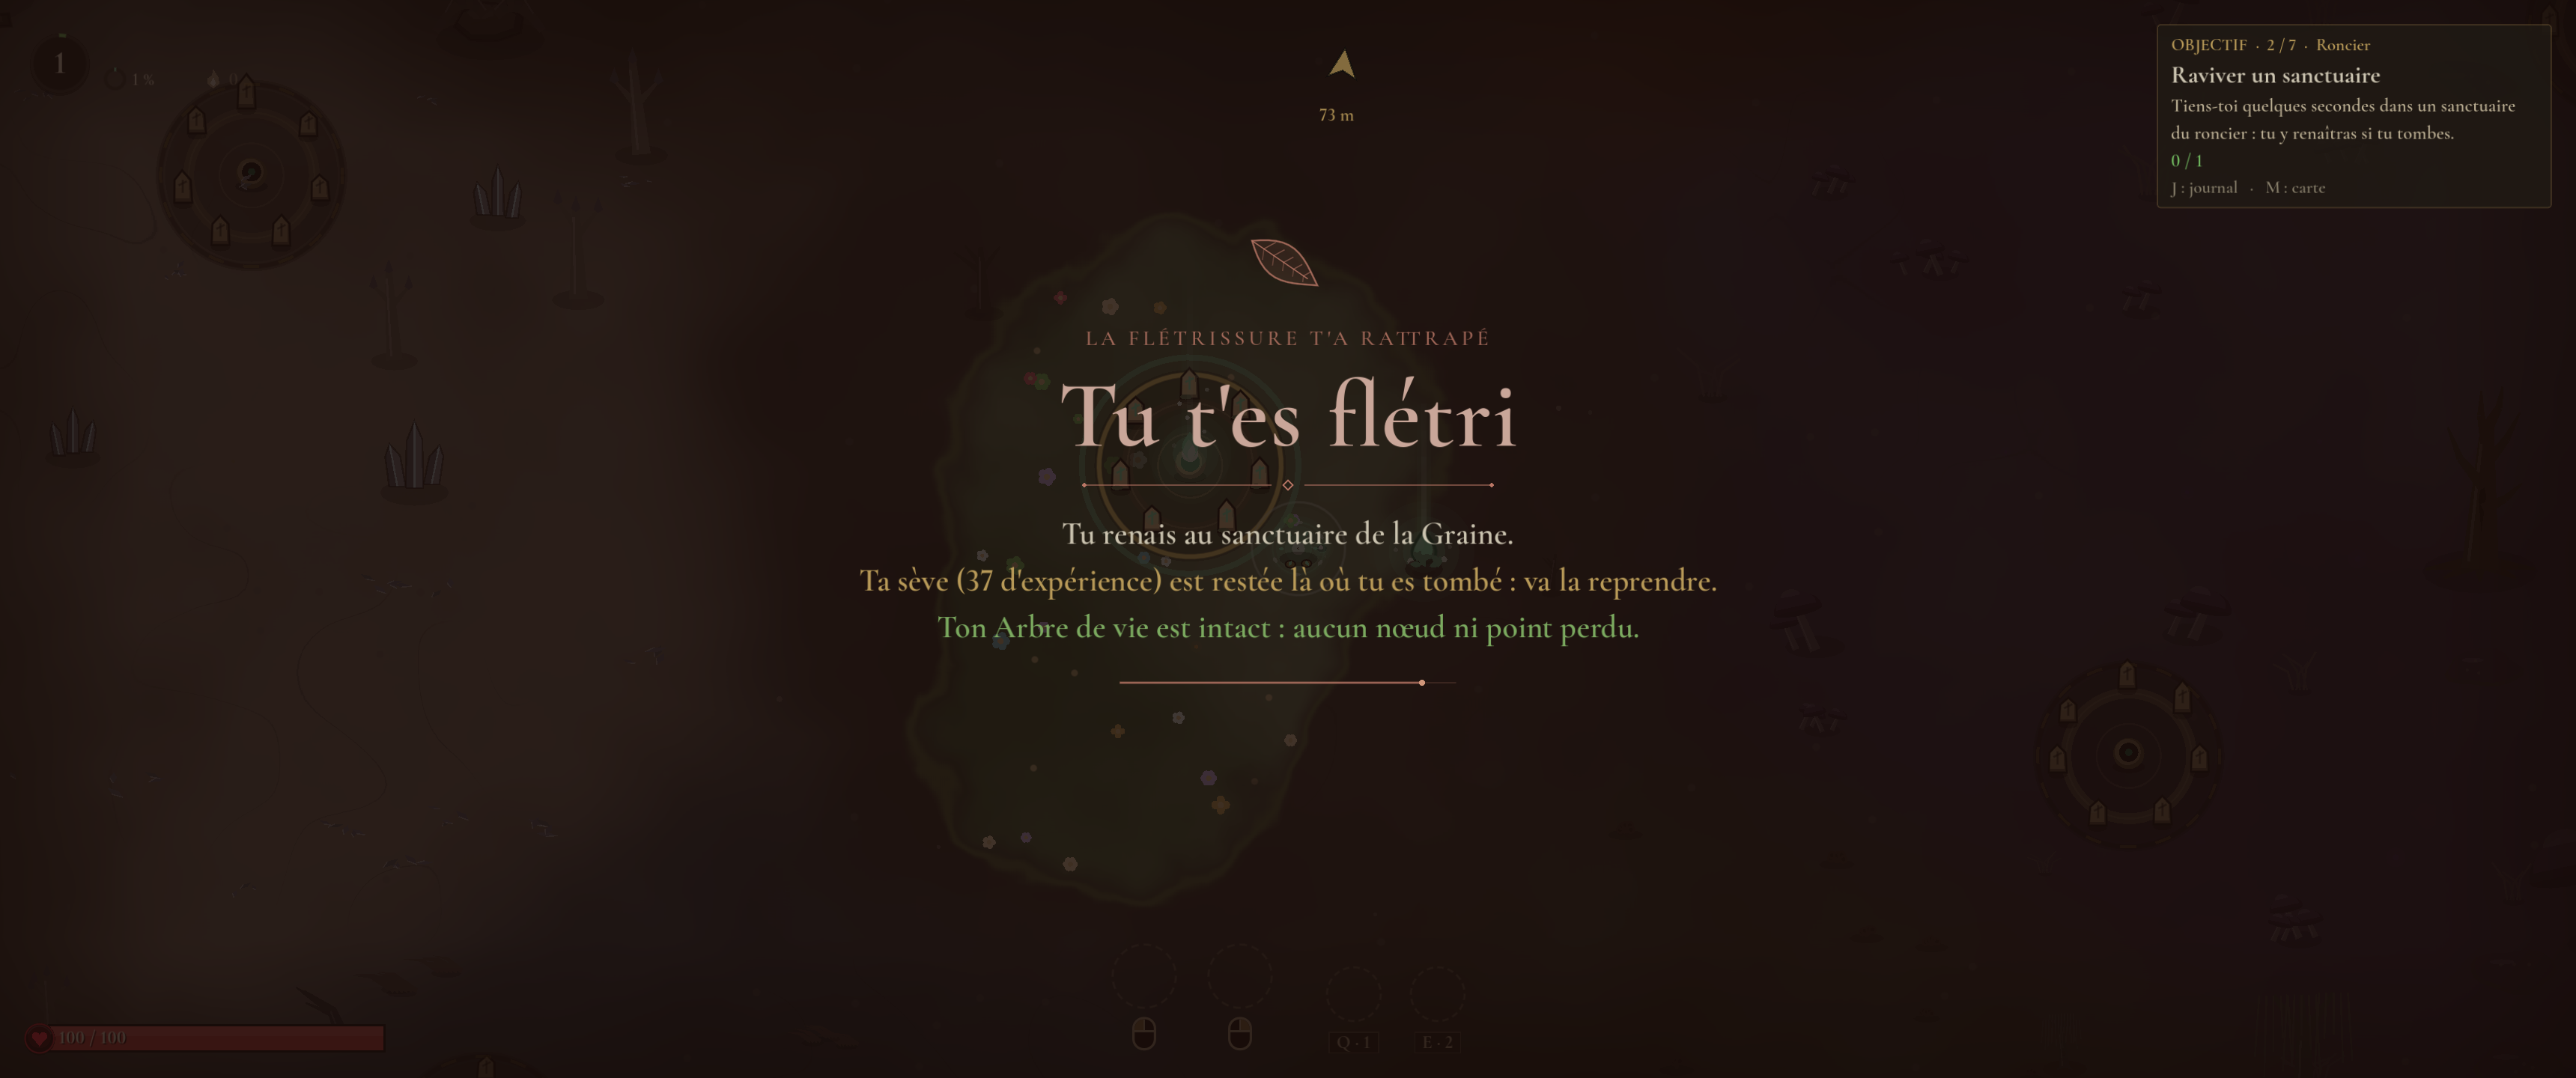 1
1 %
0
73 m
OBJECTIF · 2 / 7 · Roncier
Raviver un sanctuaire
Tiens-toi quelques secondes dans un sanctuaire
du roncier : tu y renaîtras si tu tombes.
0 / 1
J : journal · M : carte
LA FLÉTRISSURE T'A RATTRAPÉ
Tu t'es flétri
Tu renais au sanctuaire de la Graine.
Ta sève (37 d'expérience) est restée là où tu es tombé : va la reprendre.
Ton Arbre de vie est intact : aucun nœud ni point perdu.
100 / 100
Q · 1
E · 2